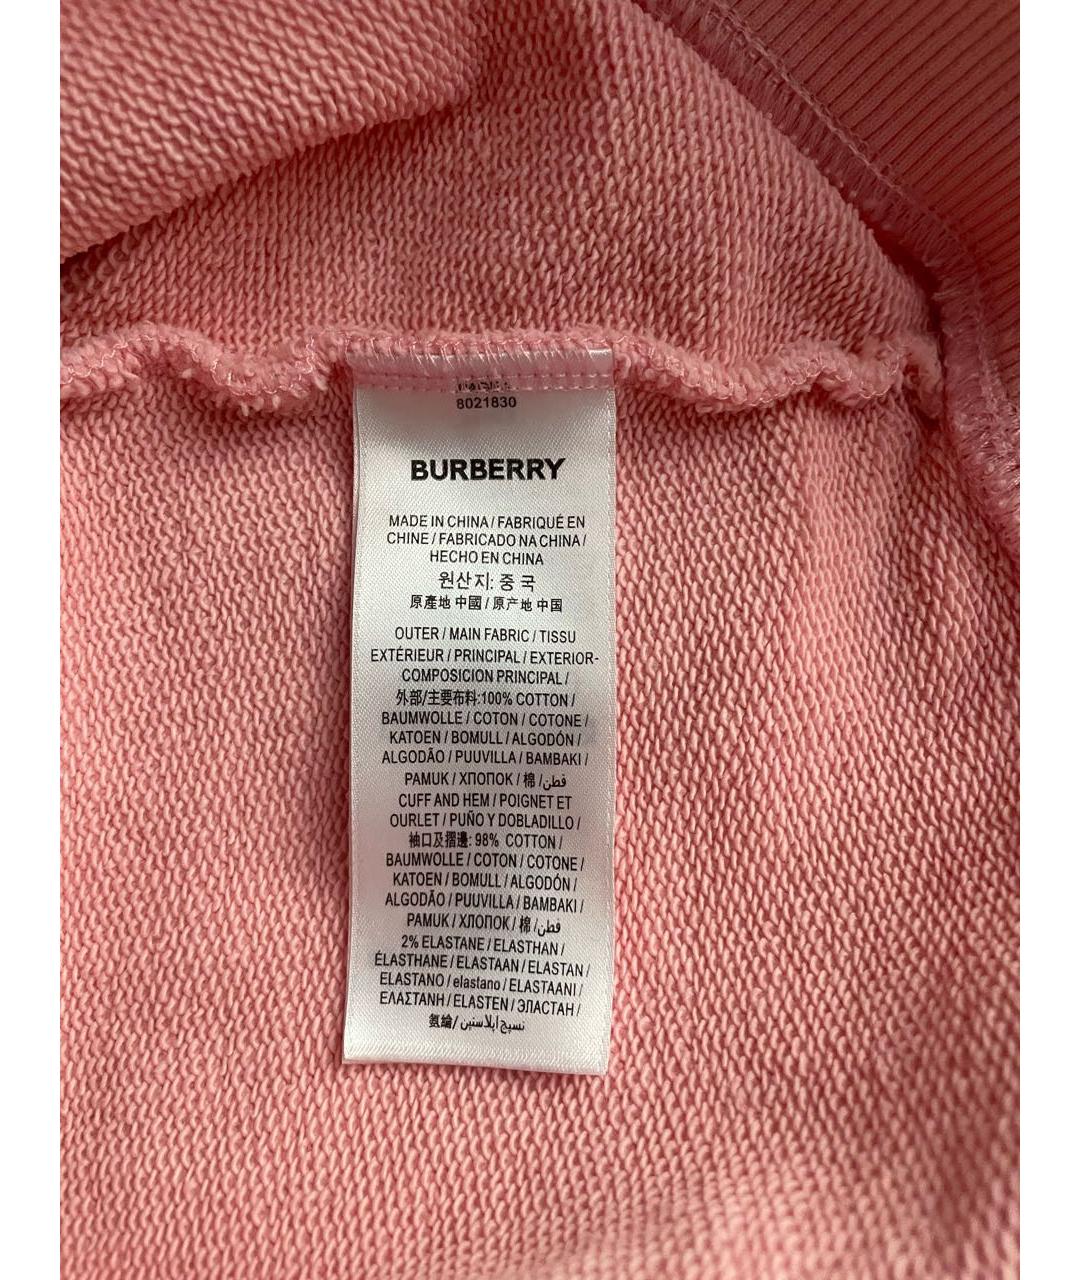 8021830
BURBERRY
MADE IN CHINA / FABRIQUÉ EN
CHINE / FABRICADO NA CHINA /
HECHO EN CHINA
원산지: 중국
原產地 中國 / 原产地 中国
OUTER / MAIN FABRIC / TISSU
EXTÉRIEUR / PRINCIPAL / EXTERIOR-
COMPOSICION PRINCIPAL /
外部/主要布料:100% COTTON /
BAUMWOLLE / COTON / COTONE /
KATOEN / BOMULL / ALGODÓN /
ALGODÃO / PUUVILLA / BAMBAKI /
PAMUK / ХЛОПОК / 棉 /قطن
CUFF AND HEM / POIGNET ET
OURLET / PUÑO Y DOBLADILLO /
袖口及摺邊: 98% COTTON /
BAUMWOLLE / COTON / COTONE /
KATOEN / BOMULL / ALGODÓN /
ALGODÃO / PUUVILLA / BAMBAKI /
PAMUK / ХЛОПОК / 棉 /قطن
2% ELASTANE / ELASTHAN /
ÉLASTHANE / ELASTAAN / ELASTAN /
ELASTANO / elastano / ELASTAANI /
ΕΛΑΣΤΑΝΗ / ELASTEN / ЭЛАСТАН /
氨綸/ نسيج إيلاستين